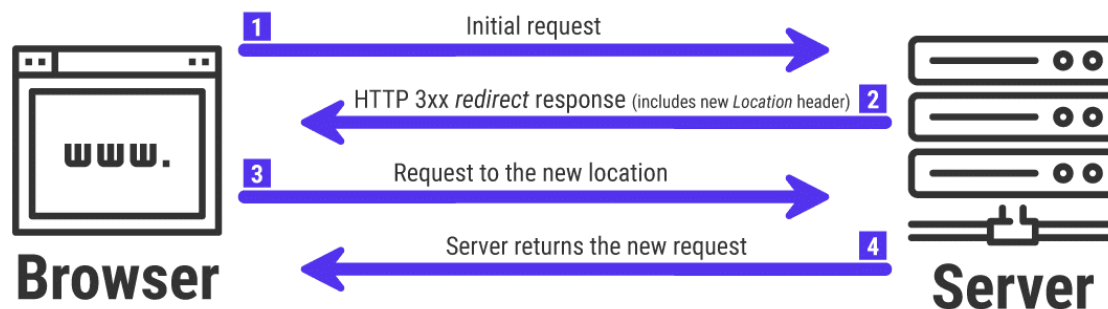 1
Initial request
HTTP 3xx redirect response (includes new Location header)
2
www.
3
Request to the new location
Server returns the new request
4
Browser
Server